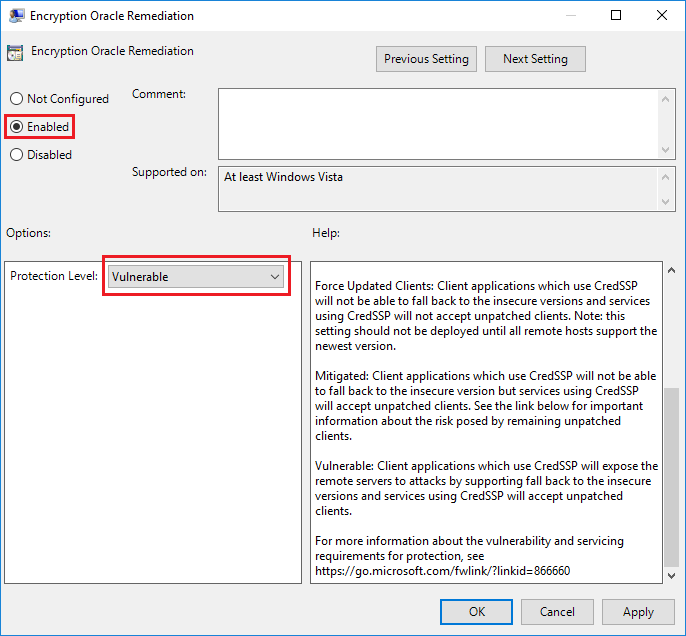 Encryption Oracle Remediation
Encryption Oracle Remediation
Previous Setting
Next Setting
Not Configured
Comment:
Enabled
Disabled
Supported on:
At least Windows Vista
Options:
Help:
Protection Level:
Vulnerable
Force Updated Clients: Client applications which use CredSSP
will not be able to fall back to the insecure versions and services
using CredSSP will not accept unpatched clients. Note: this
setting should not be deployed until all remote hosts support the
newest version.
Mitigated: Client applications which use CredSSP will not be able
to fall back to the insecure version but services using CredSSP
will accept unpatched clients. See the link below for important
information about the risk posed by remaining unpatched
clients.
Vulnerable: Client applications which use CredSSP will expose the
remote servers to attacks by supporting fall back to the insecure
versions and services using CredSSP will accept unpatched
clients.
For more information about the vulnerability and servicing
requirements for protection, see
https://go.microsoft.com/fwlink/?linkid=866660
OK
Cancel
Apply